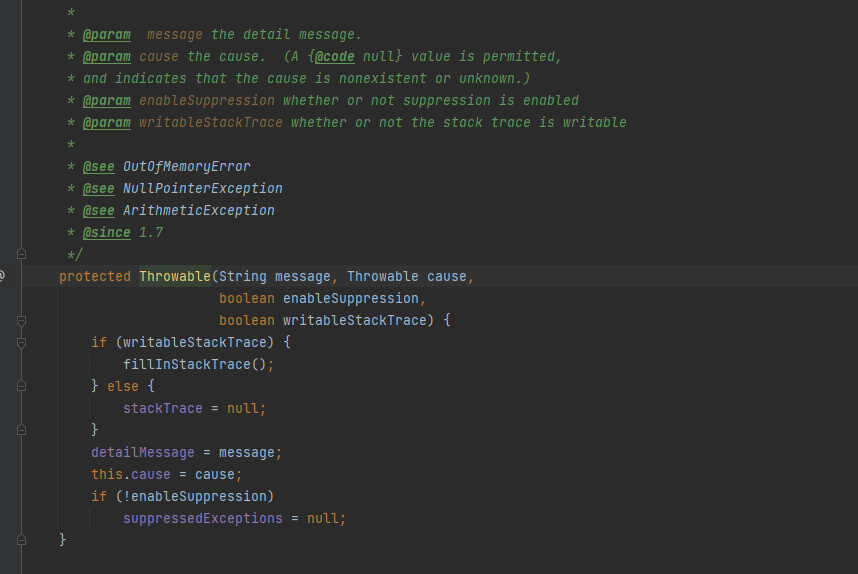 *
* @param  message the detail message.
* @param cause the cause.  (A {@code null} value is permitted,
* and indicates that the cause is nonexistent or unknown.)
* @param enableSuppression whether or not suppression is enabled
* @param writableStackTrace whether or not the stack trace is writable
*
* @see OutOfMemoryError
* @see NullPointerException
* @see ArithmeticException
* @since 1.7
*/
@
protected Throwable(String message, Throwable cause,
boolean enableSuppression,
boolean writableStackTrace) {
if (writableStackTrace) {
fillInStackTrace();
} else {
stackTrace = null;
}
detailMessage = message;
this.cause = cause;
if (!enableSuppression)
suppressedExceptions = null;
}